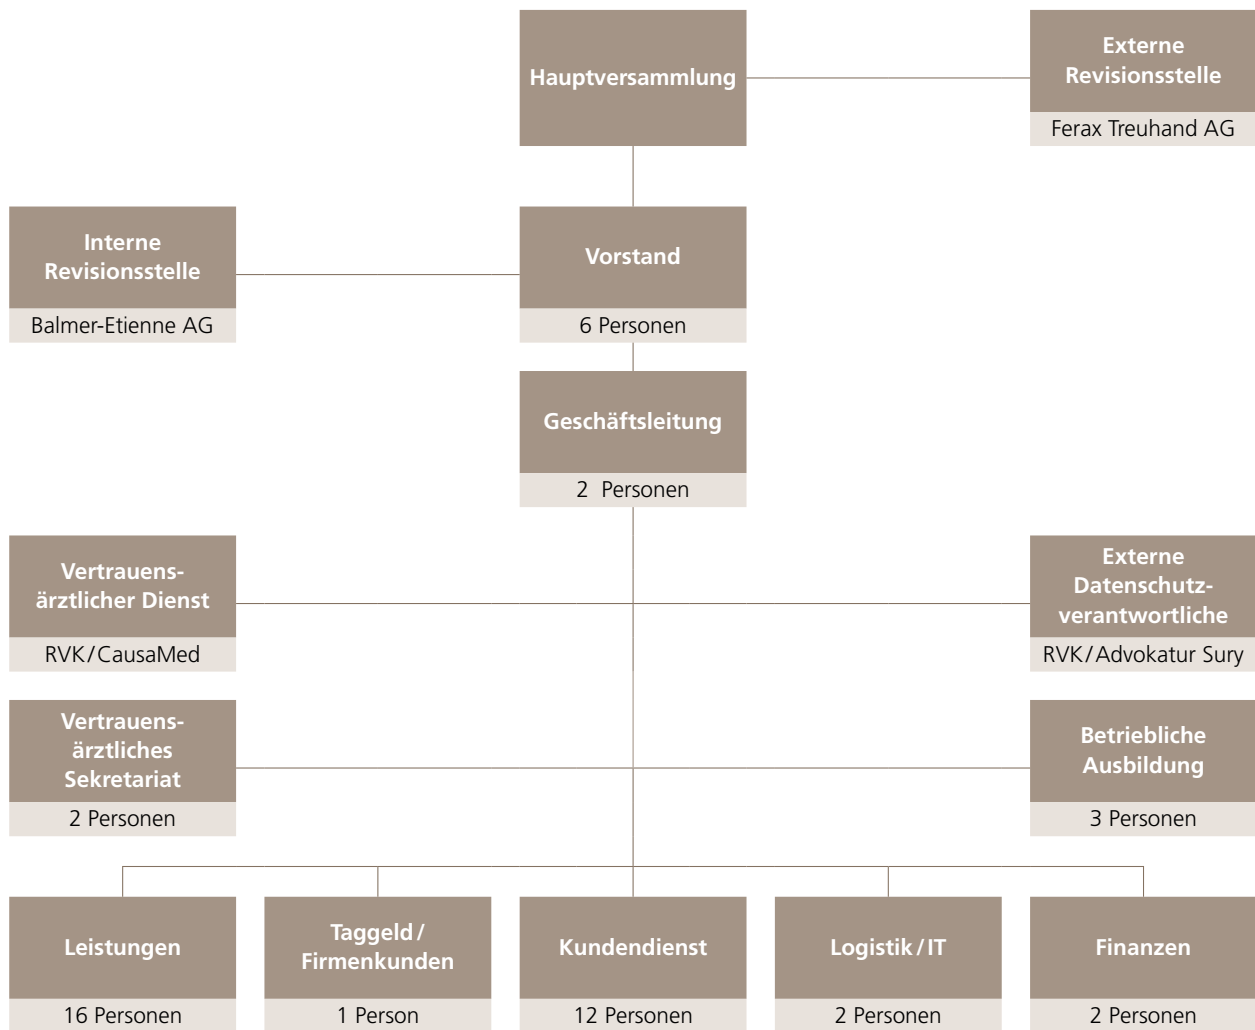 Hauptversammlung
Externe
Revisionsstelle
Ferax Treuhand AG
Interne
Revisionsstelle
Balmer-Etienne AG
Vorstand
6 Personen
Geschäftsleitung
2 Personen
Vertrauens-
ärztlicher Dienst
RVK/CausaMed
Externe
Datenschutz-
verantwortliche
RVK/Advokatur Sury
Vertrauens-
ärztliches
Sekretariat
2 Personen
Betriebliche
Ausbildung
3 Personen
Leistungen
16 Personen
Taggeld/
Firmenkunden
1 Person
Kundendienst
12 Personen
Logistik/IT
2 Personen
Finanzen
2 Personen